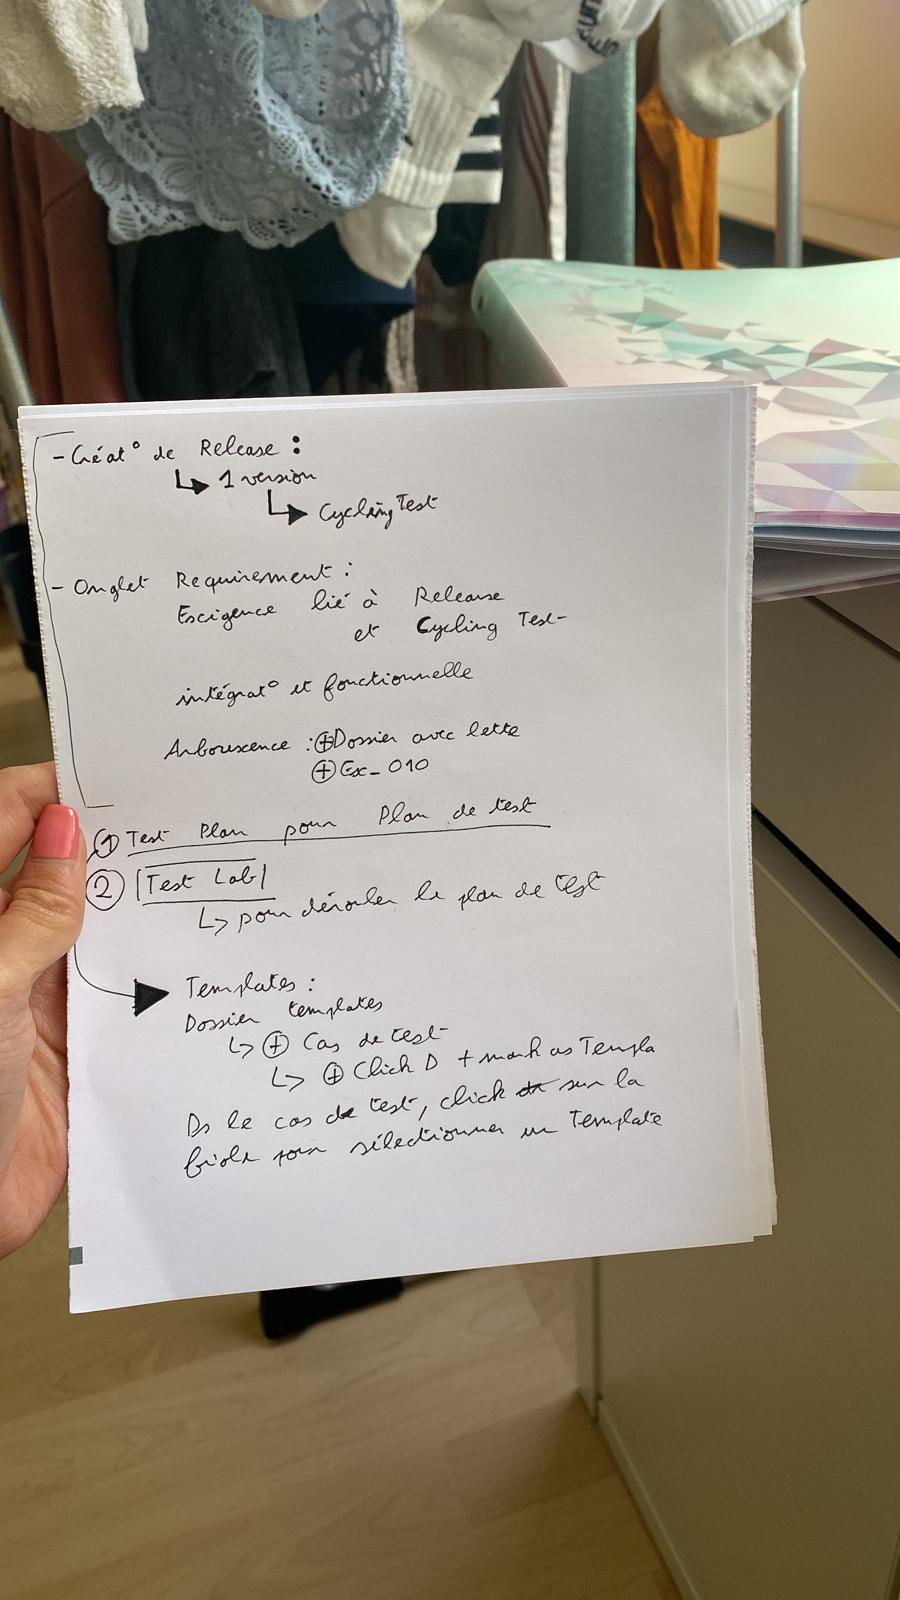 - Créat° de Release :
↳ 1 version
↳ Cycling Test
- Onglet Requirement :
Escigence lié à Release
et Cycling Test
intégrat° et fonctionnelle
Arborescence : ⊕ Dossier avec lette
⊕ Ex_010
① Test Plan pour Plan de test
② |Test Lab|
↳ pour dérouler le plan de test
Templates :
Dossier templates
↳ ⊕ Cas de test
↳ ⊕ Click D + mark as Templa
Ds le cas de test, click sur la
fiole pour sélectionner un Template